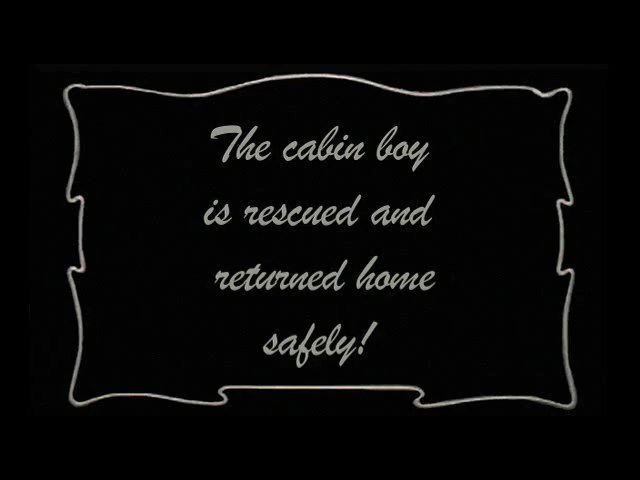 The cabin boy
is rescued and
returned home
safely!